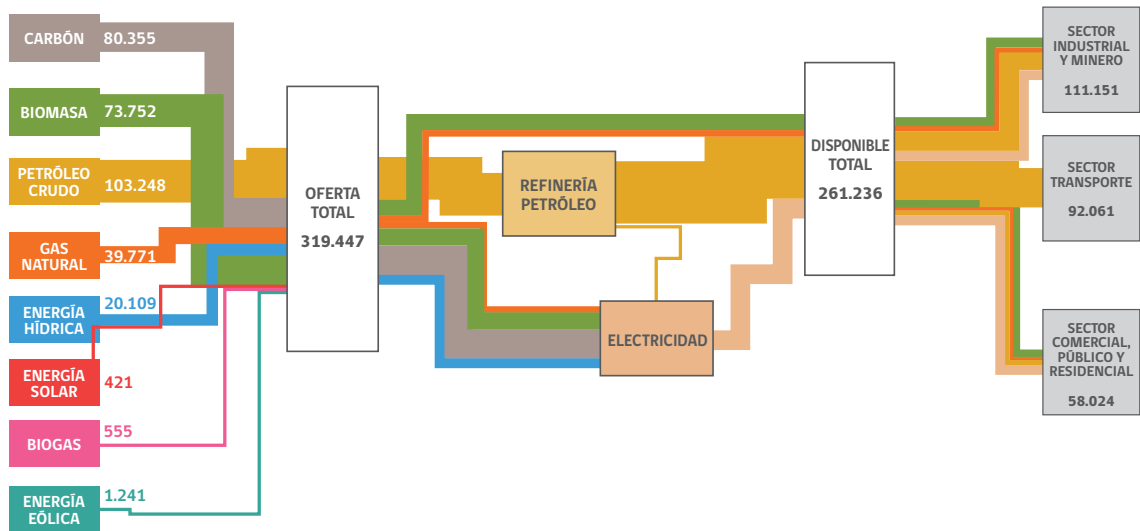 CARBÓN
80.355
BIOMASA
73.752
PETRÓLEO
CRUDO
103.248
GAS
NATURAL
39.771
ENERGÍA
HÍDRICA
20.109
ENERGÍA
SOLAR
421
BIOGAS
555
ENERGÍA
EÓLICA
1.241
OFERTA
TOTAL
319.447
REFINERÍA
PETRÓLEO
ELECTRICIDAD
DISPONIBLE
TOTAL
261.236
SECTOR
INDUSTRIAL
Y MINERO
111.151
SECTOR
TRANSPORTE
92.061
SECTOR
COMERCIAL,
PÚBLICO Y
RESIDENCIAL
58.024